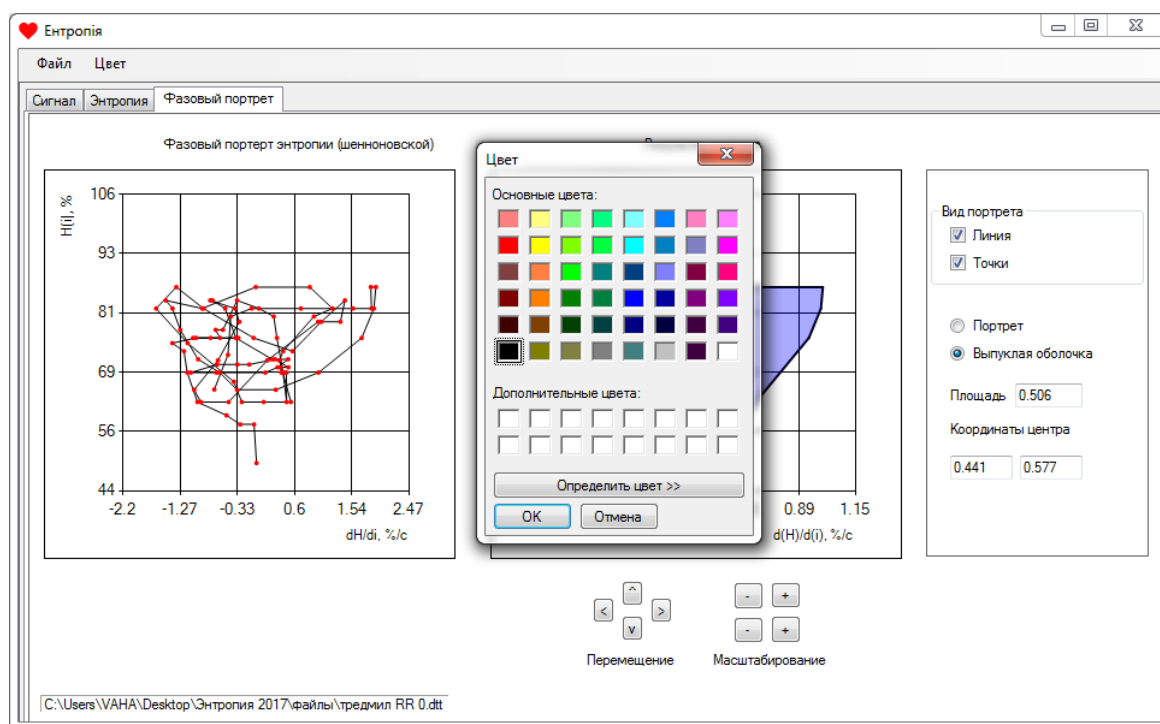 Ентропія
Файл Цвет
Сигнал Энтропия Фазовый портрет
Фазовый портерт энтропии (шенноновской)
H(i), %
106
93
81
69
56
44
-2.2 -1.27 -0.33 0.6 1.54 2.47
dH/di, %/c
Цвет
Основные цвета:
Дополнительные цвета:
Определить цвет >>
OK Отмена
0.89 1.15
d(H)/d(i), %/c
Вид портрета
Линия
Точки
Портрет
Выпуклая оболочка
Площадь 0.506
Координаты центра
0.441 0.577
^
< >
v
Перемещение
- +
- +
Масштабирование
C:\Users\VAHA\Desktop\Энтропия 2017\файлы\тредмил RR 0.dtt